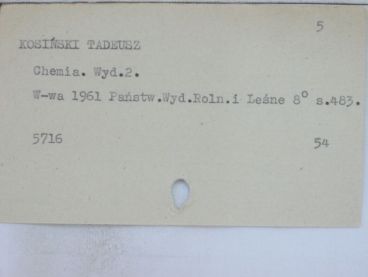 5
KOSIŃSKI TADEUSZ
Chemia. Wyd.2.
W-wa 1961 Państw.Wyd.Roln.i Leśne 8° s.483.
5716 54